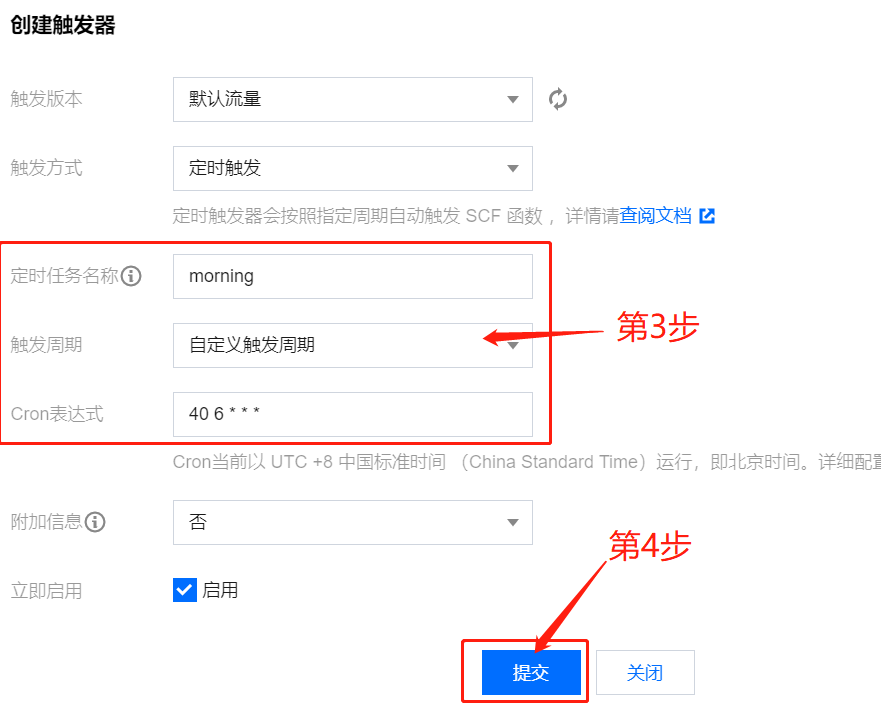 创建触发器
触发版本 默认流量
触发方式 定时触发
定时触发器会按照指定周期自动触发 SCF 函数 ，详情请查阅文档
定时任务名称 morning
触发周期 自定义触发周期 第3步
Cron表达式 40 6 * * *
Cron当前以 UTC +8 中国标准时间 （China Standard Time）运行，即北京时间。详细配置
附加信息 否
第4步
立即启用 启用
提交 关闭